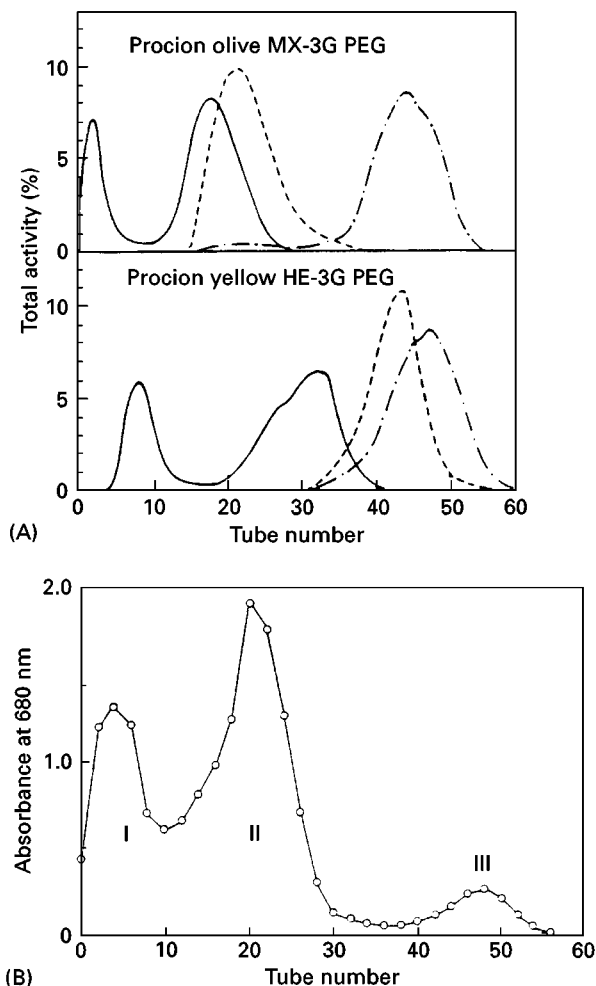 Procion olive MX-3G PEG
10
5
0
Total activity (%)
Procion yellow HE-3G PEG
10
5
0
0 10 20 30 40 50 60
Tube number
(A)
2.0
1.0
0
Absorbance at 680 nm
I II III
0 10 20 30 40 50 60
Tube number
(B)